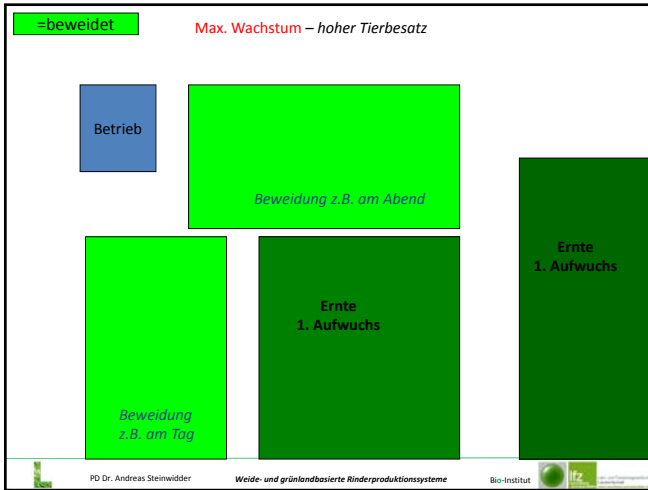 =beweidet
Max. Wachstum – hoher Tierbesatz
Betrieb
Beweidung z.B. am Abend
Ernte
1. Aufwuchs
Ernte
1. Aufwuchs
Beweidung
z.B. am Tag
PD Dr. Andreas Steinwidder
Weide- und grünlandbasierte Rinderproduktionssysteme
Bio-Institut
lfz